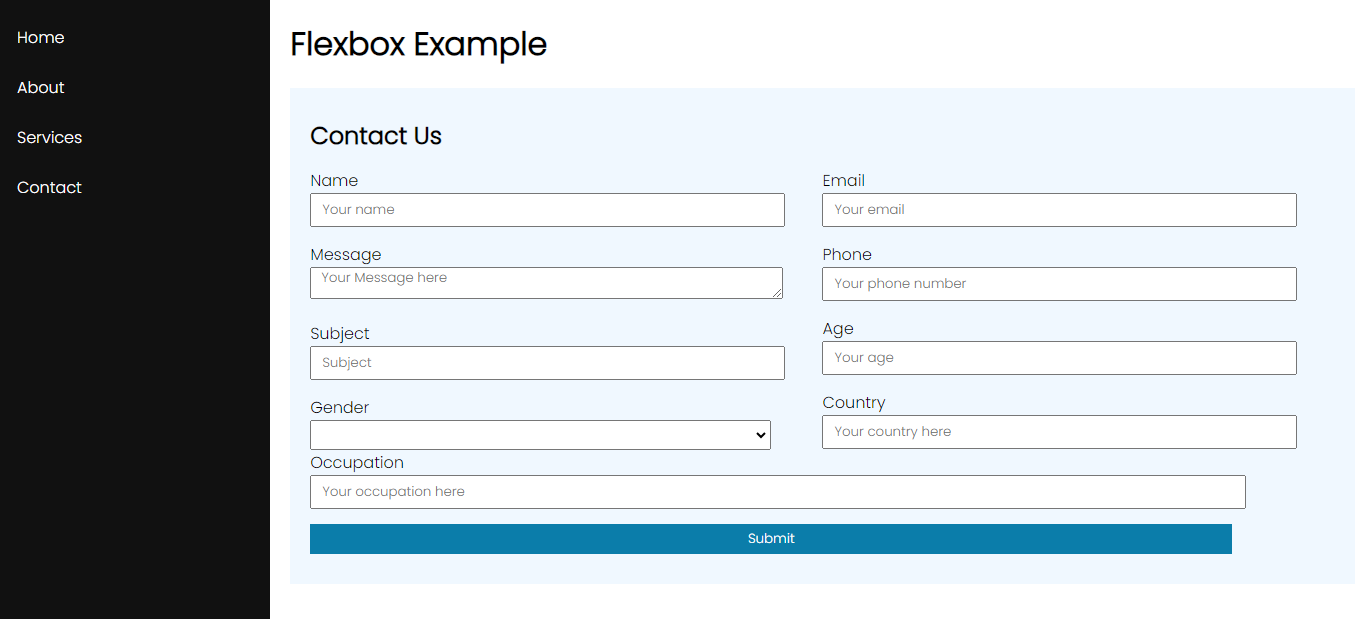 Home
About
Services
Contact
Flexbox Example
Contact Us
Name
Your name
Email
Your email
Message
Your Message here
Phone
Your phone number
Subject
Subject
Age
Your age
Gender
Country
Your country here
Occupation
Your occupation here
Submit